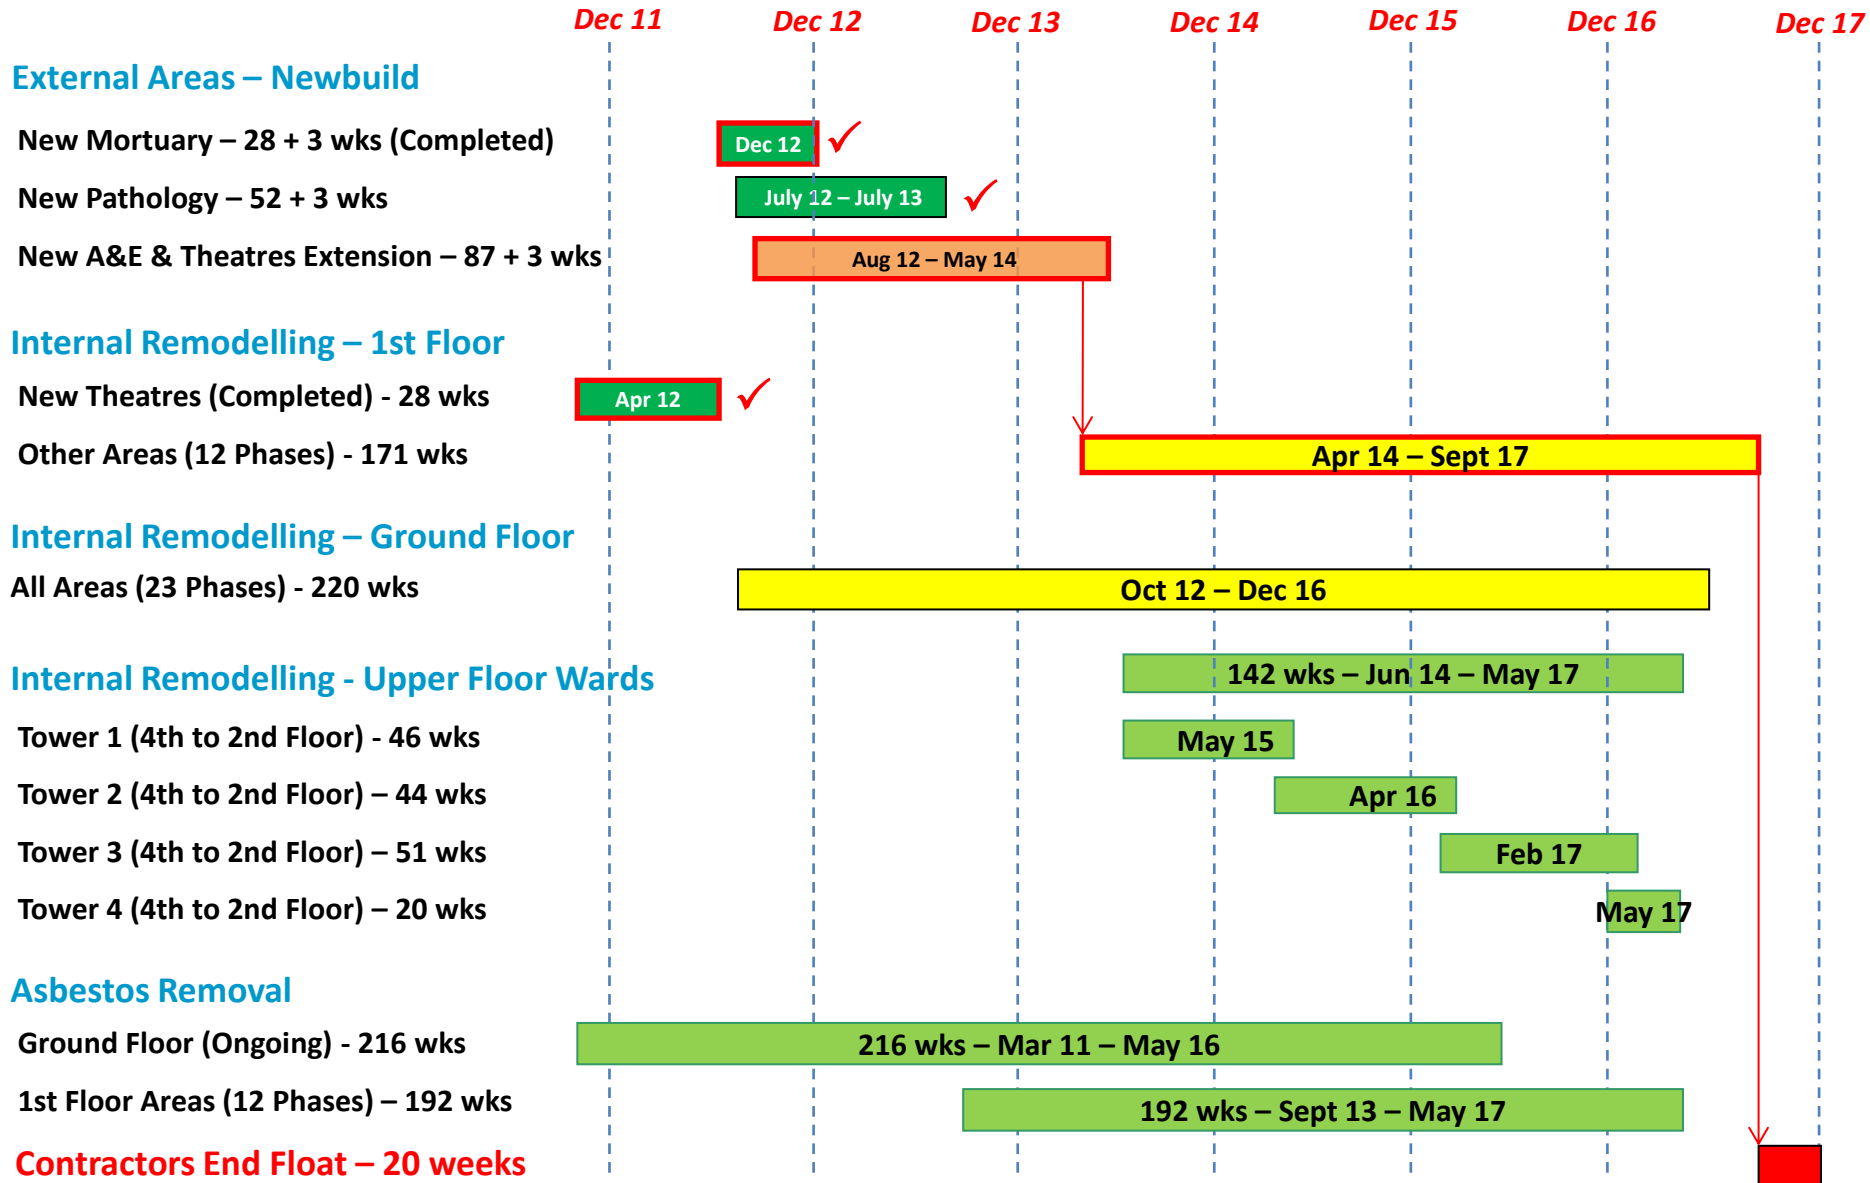 Dec 11 Dec 12 Dec 13 Dec 14 Dec 15 Dec 16 Dec 17
External Areas – Newbuild
New Mortuary – 28 + 3 wks (Completed) Dec 12
New Pathology – 52 + 3 wks July 12 – July 13
New A&E & Theatres Extension – 87 + 3 wks Aug 12 – May 14
Internal Remodelling – 1st Floor
New Theatres (Completed) - 28 wks Apr 12
Other Areas (12 Phases) - 171 wks Apr 14 – Sept 17
Internal Remodelling – Ground Floor
All Areas (23 Phases) - 220 wks Oct 12 – Dec 16
Internal Remodelling - Upper Floor Wards 142 wks – Jun 14 – May 17
Tower 1 (4th to 2nd Floor) - 46 wks May 15
Tower 2 (4th to 2nd Floor) – 44 wks Apr 16
Tower 3 (4th to 2nd Floor) – 51 wks Feb 17
Tower 4 (4th to 2nd Floor) – 20 wks May 17
Asbestos Removal
Ground Floor (Ongoing) - 216 wks 216 wks – Mar 11 – May 16
1st Floor Areas (12 Phases) – 192 wks 192 wks – Sept 13 – May 17
Contractors End Float – 20 weeks